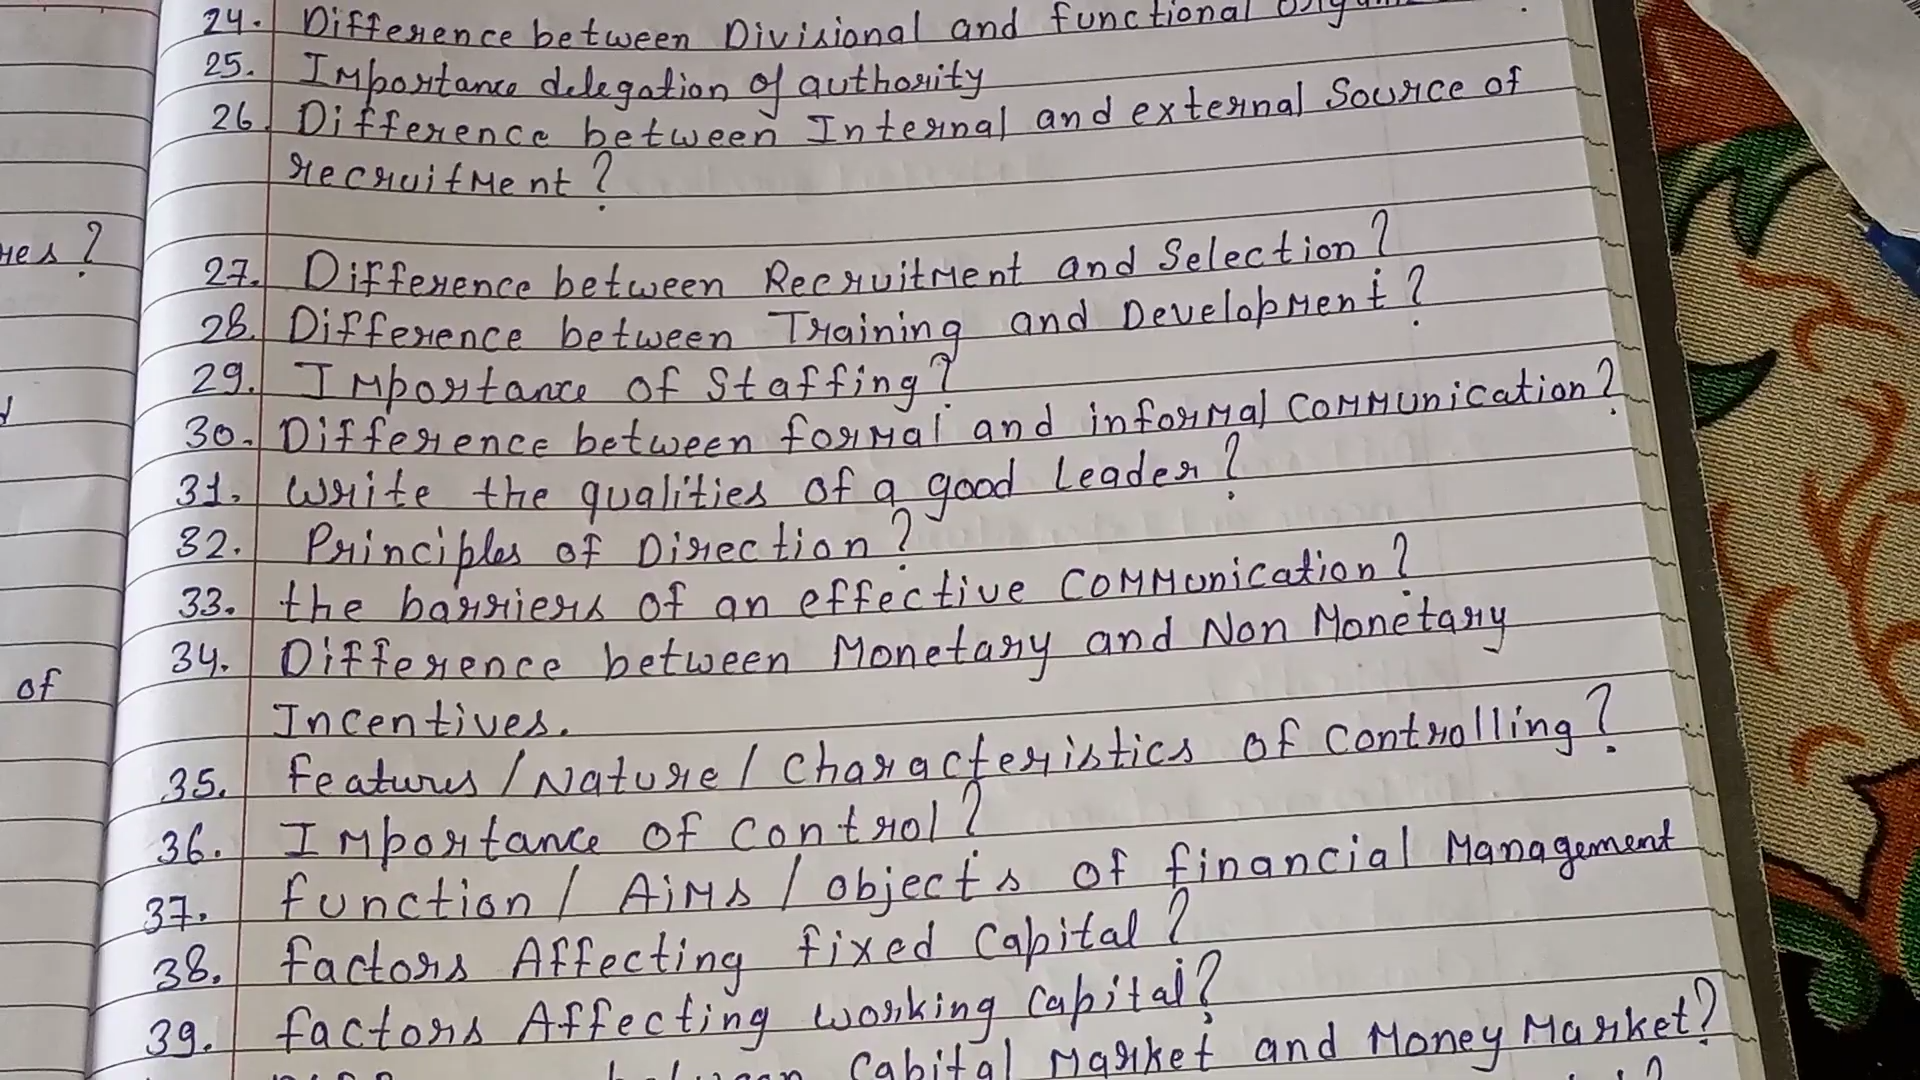 24. Difference between Divisional and functional
25. Importance delegation of authority
26. Difference between Internal and external Source of
recruitment?
res?
27. Difference between Recruitment and Selection?
28. Difference between Training and Development?
29. Importance of Staffing?
30. Difference between formal and informal communication?
31. Write the qualities of a good leader?
32. Principles of Direction?
33. the barriers of an effective communication?
34. Difference between Monetary and Non Monetary
of
Incentives.
35. features / Nature / Characteristics of controlling?
36. Importance of control?
37. function / Aims / objects of financial Management
38. factors Affecting fixed capital?
39. factors Affecting working capital?
between Capital Market and Money Market?